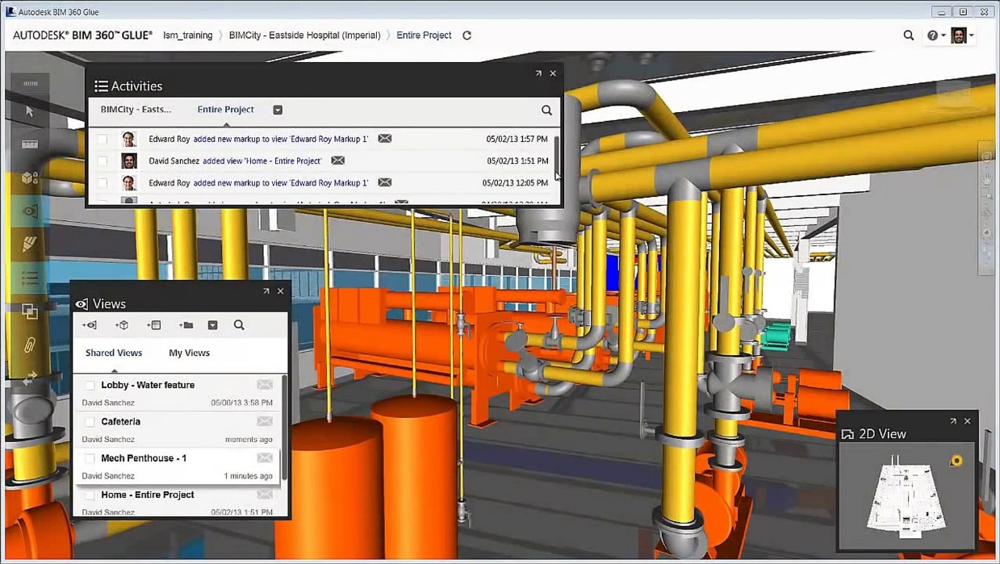 Autodesk BIM 360 Glue
AUTODESK® BIM 360™ GLUE® lsm_training 〉 BIMCity - Eastside Hospital (Imperial) 〉 Entire Project
Activities
BIMCity - Easts... Entire Project
Edward Roy added new markup to view 'Edward Roy Markup 1' 05/02/13 1:57 PM
David Sanchez added view 'Home - Entire Project' 05/02/13 1:51 PM
Edward Roy added new markup to view 'Edward Roy Markup 1' 05/02/13 12:05 PM
Views
Shared Views My Views
Lobby - Water feature
David Sanchez 05/06/13 3:58 PM
Cafeteria
David Sanchez moments ago
Mech Penthouse - 1
David Sanchez 1 minutes ago
Home - Entire Project
David Sanchez 05/02/13 1:51 PM
2D View